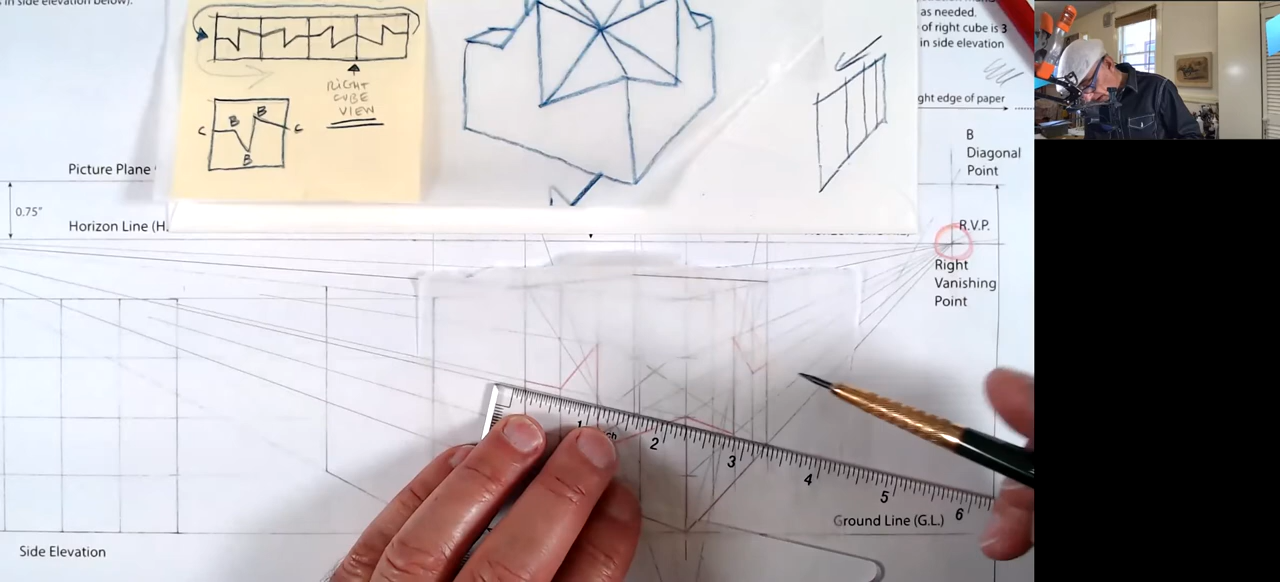 in side elevation below).
as needed.
of right cube is 3
in side elevation
ght edge of paper
RIGHT
CUBE
VIEW
C B B C
B
B
Diagonal
Point
Picture Plane
0.75"
Horizon Line (H.
R.V.P.
Right
Vanishing
Point
1 2 3 4 5 6
Ground Line (G.L.)
Side Elevation